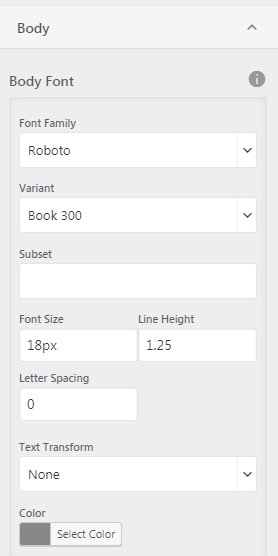 Body
Body Font
Font Family
Roboto
Variant
Book 300
Subset
Font Size Line Height
18px 1.25
Letter Spacing
0
Text Transform
None
Color
Select Color